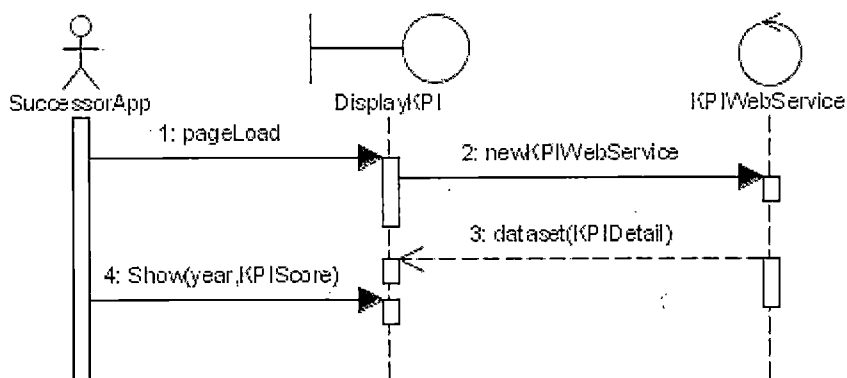 SuccessorApp
DisplayKPI
KPIWebService
1: pageLoad
2: newKPIWebService
3: dataset(KPIDetail)
4: Show(year,KPIScore)